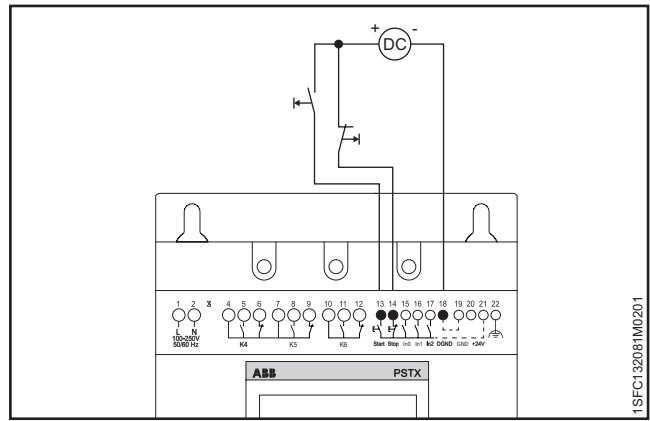 + DC -
1 2 3 4 5 6 7 8 9 10 11 12 13 14 15 16 17 18 19 20 21 22
L N
100-250V
50/60 Hz
K4 K5 K6 Start Stop In0 In1 In2 DGND GND +24V
ABB PSTX
1SFC132081M0201